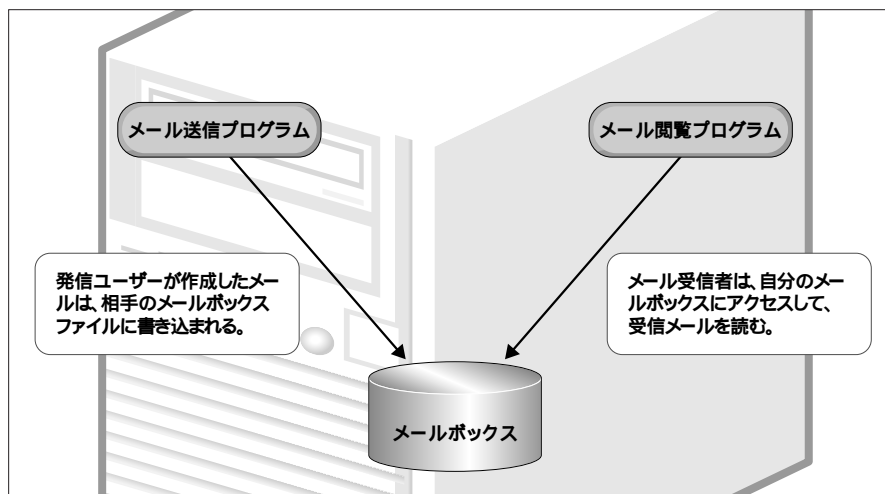 メール送信プログラム
メール閲覧プログラム
発信ユーザーが作成したメー
ルは、相手のメールボックス
ファイルに書き込まれる。
メール受信者は、自分のメー
ルボックスにアクセスして、
受信メールを読む。
メールボックス